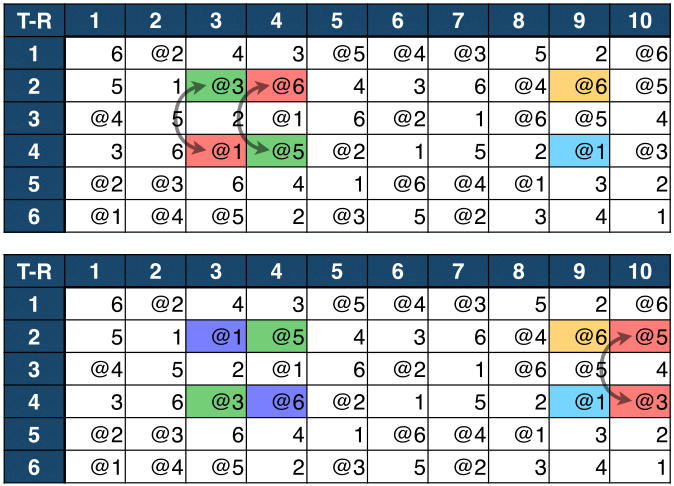 T-R 1 2 3 4 5 6 7 8 9 10
1 6 @2 4 3 @5 @4 @3 5 2 @6
2 5 1 @3 @6 4 3 6 @4 @6 @5
3 @4 5 2 @1 6 @2 1 @6 @5 4
4 3 6 @1 @5 @2 1 5 2 @1 @3
5 @2 @3 6 4 1 @6 @4 @1 3 2
6 @1 @4 @5 2 @3 5 @2 3 4 1
T-R 1 2 3 4 5 6 7 8 9 10
1 6 @2 4 3 @5 @4 @3 5 2 @6
2 5 1 @1 @5 4 3 6 @4 @6 @5
3 @4 5 2 @1 6 @2 1 @6 @5 4
4 3 6 @3 @6 @2 1 5 2 @1 @3
5 @2 @3 6 4 1 @6 @4 @1 3 2
6 @1 @4 @5 2 @3 5 @2 3 4 1